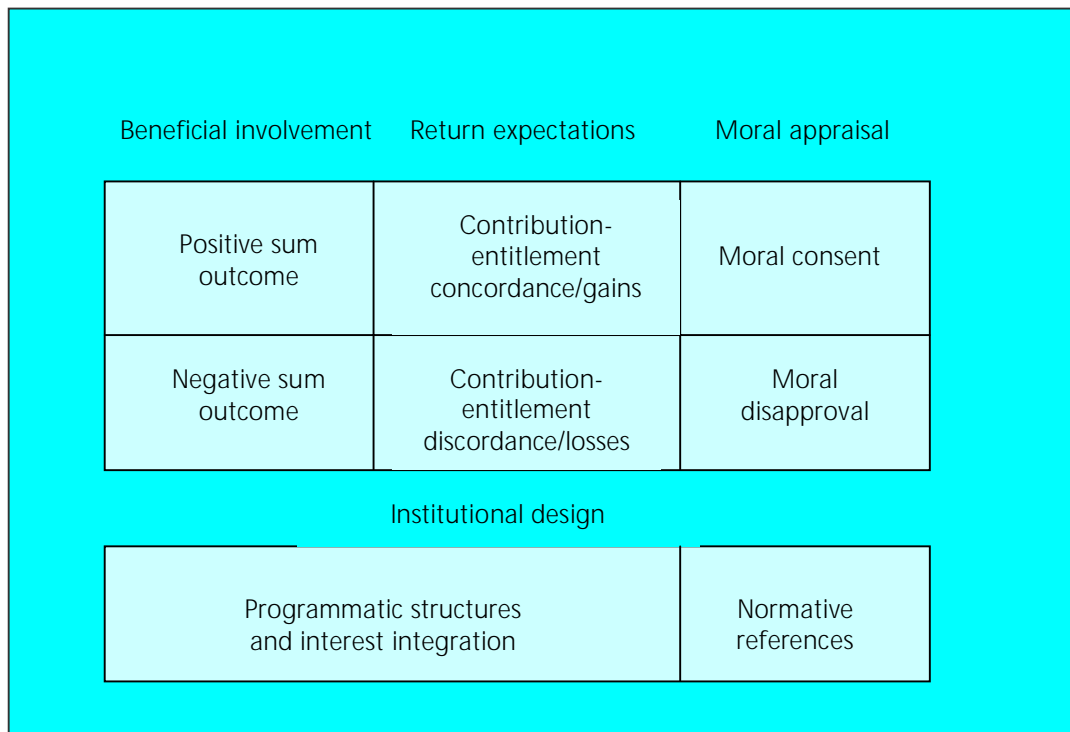 Beneficial involvement
Return expectations
Moral appraisal
Positive sum
outcome
Contribution-
entitlement
concordance/gains
Moral consent
Negative sum
outcome
Contribution-
entitlement
discordance/losses
Moral
disapproval
Institutional design
Programmatic structures
and interest integration
Normative
references